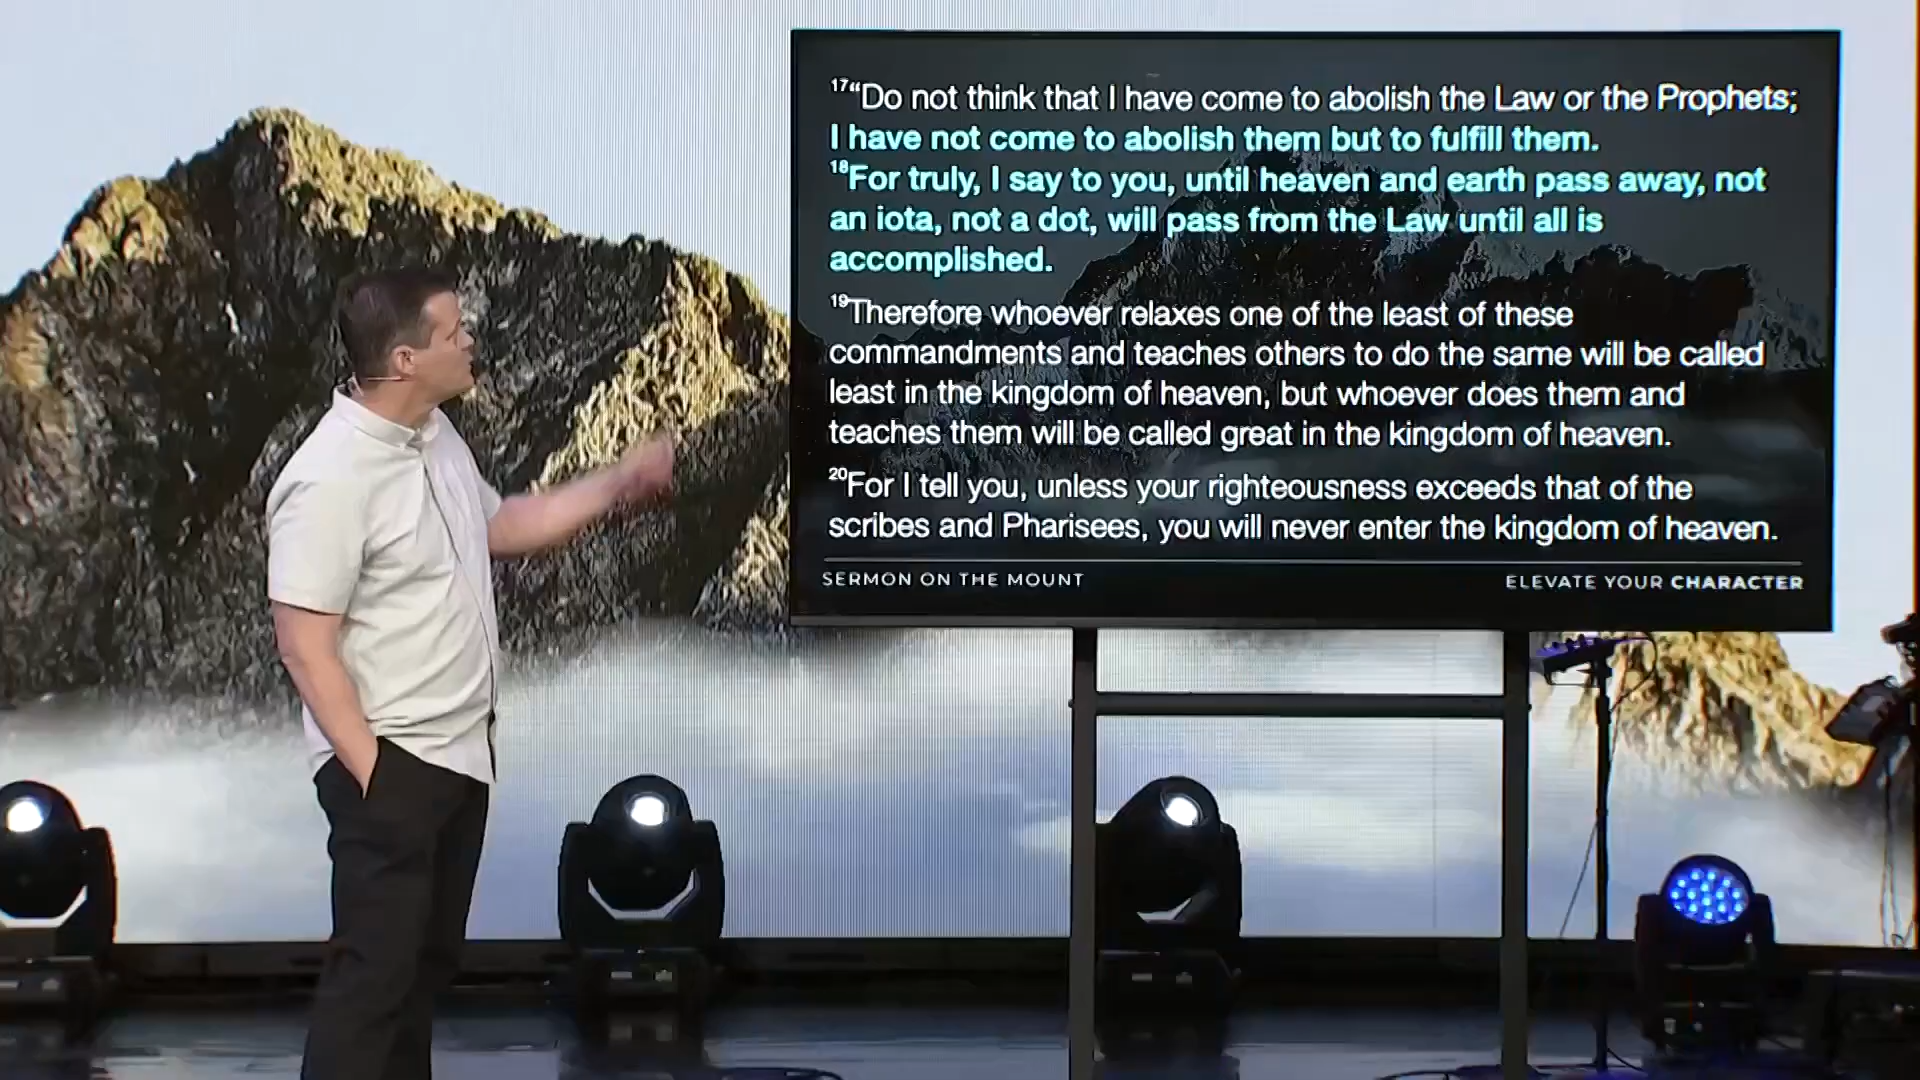 17“Do not think that I have come to abolish the Law or the Prophets;
I have not come to abolish them but to fulfill them.
18For truly, I say to you, until heaven and earth pass away, not
an iota, not a dot, will pass from the Law until all is
accomplished.
19Therefore whoever relaxes one of the least of these
commandments and teaches others to do the same will be called
least in the kingdom of heaven, but whoever does them and
teaches them will be called great in the kingdom of heaven.
20For I tell you, unless your righteousness exceeds that of the
scribes and Pharisees, you will never enter the kingdom of heaven.
SERMON ON THE MOUNT
ELEVATE YOUR CHARACTER